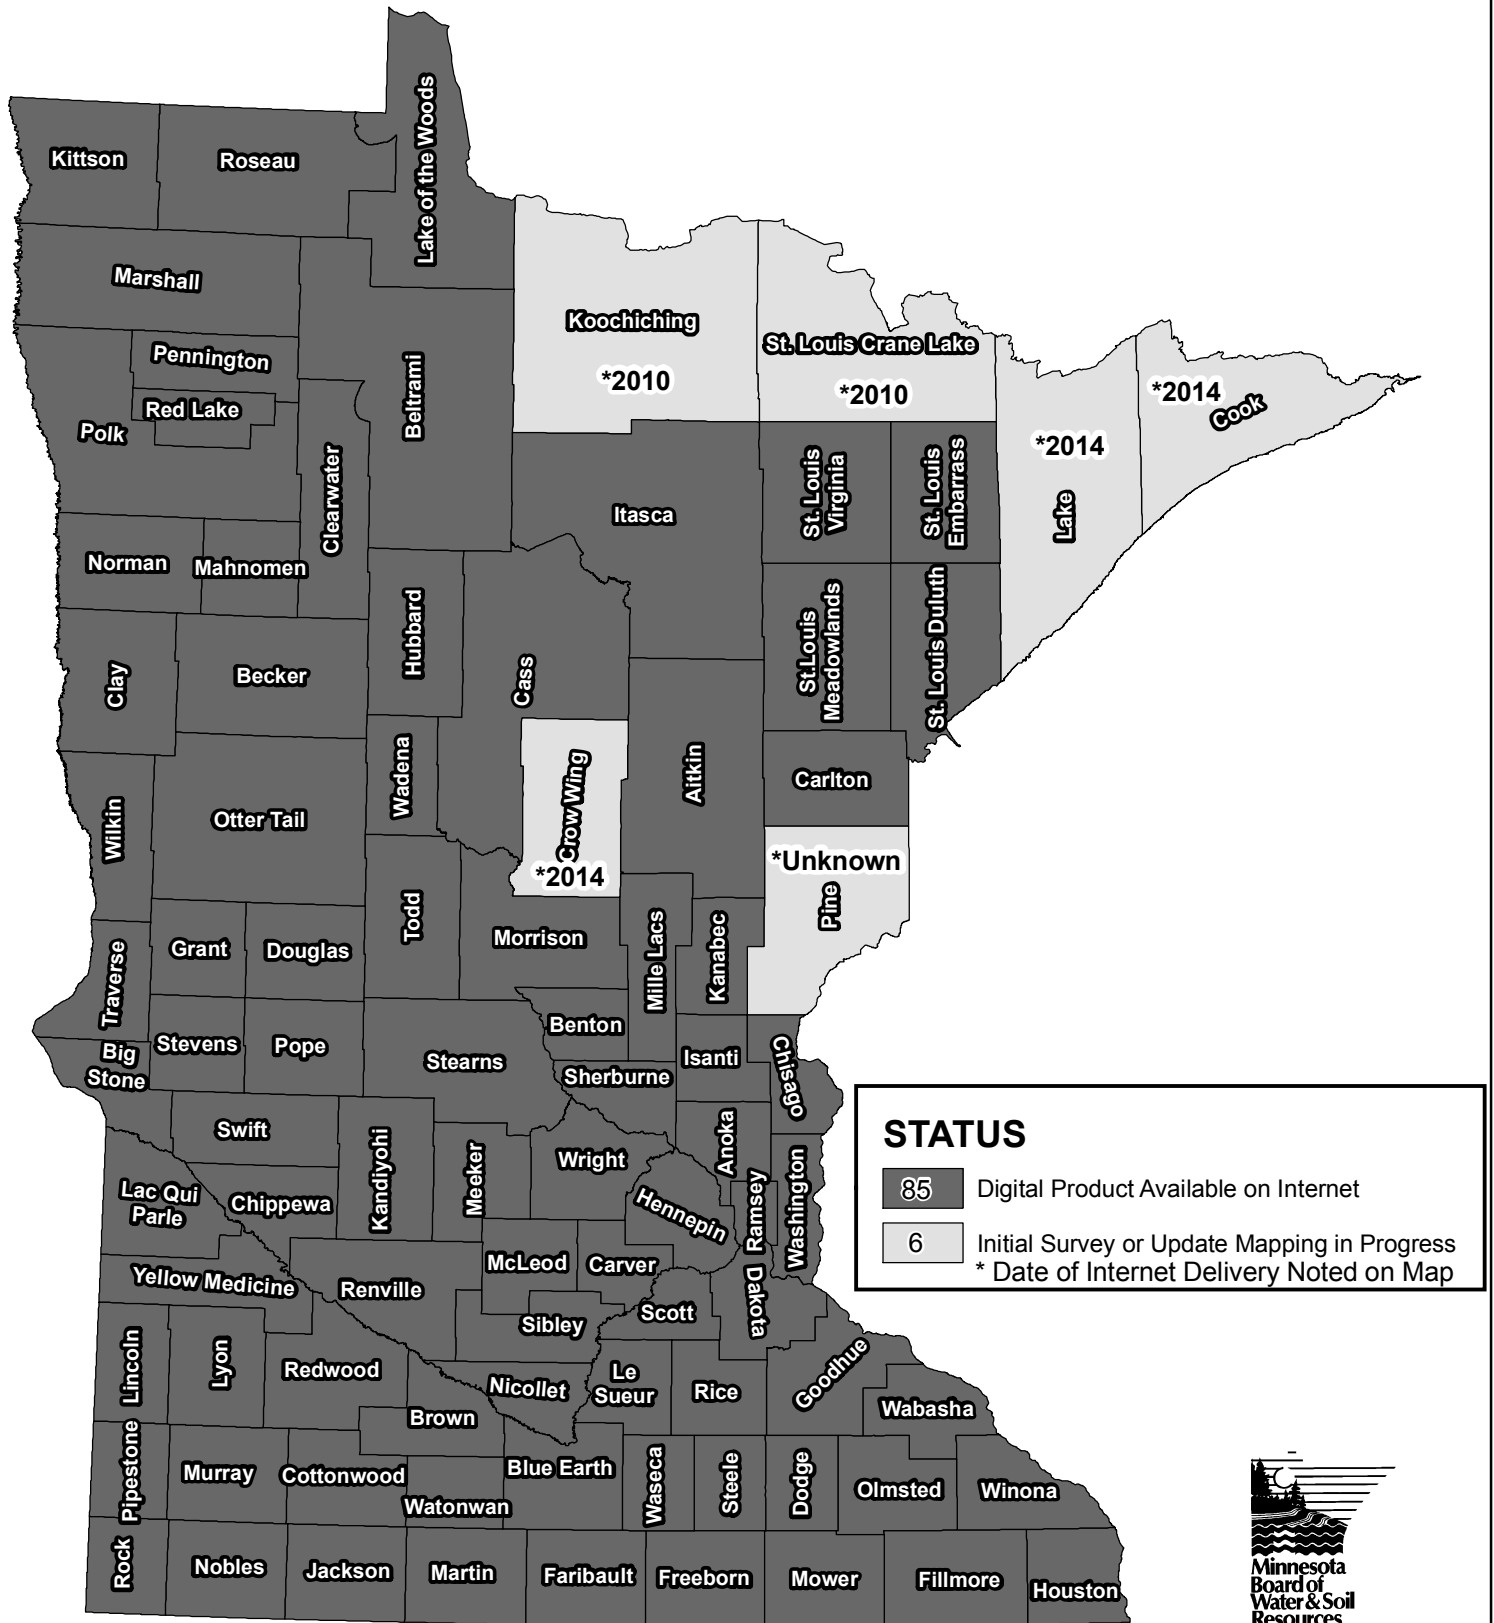 Kittson
Roseau
Lake of the Woods
Marshall
Koochiching
*2010
St. Louis Crane Lake
*2010
*2014
Cook
*2014
Lake
Pennington
Red Lake
Polk
Beltrami
Clearwater
Itasca
St. Louis
Virginia
St. Louis
Embarrass
Norman
Mahnomen
Hubbard
Cass
St.Louis
Meadowlands
St. Louis Duluth
Clay
Becker
Wadena
Crow Wing
*2014
Aitkin
Carlton
Wilkin
Otter Tail
*Unknown
Pine
Todd
Morrison
Mille Lacs
Kanabec
Grant
Douglas
Traverse
Big
Stone
Stevens
Pope
Stearns
Benton
Sherburne
Isanti
Chisago
Swift
Kandiyohi
Meeker
Wright
Anoka
Lac Qui
Parle
Chippewa
Hennepin
Ramsey
Washington
McLeod
Carver
Yellow Medicine
Renville
Scott
Dakota
Sibley
Lincoln
Lyon
Redwood
Nicollet
Le
Sueur
Rice
Goodhue
Wabasha
Brown
Pipestone
Murray
Cottonwood
Watonwan
Blue Earth
Waseca
Steele
Dodge
Olmsted
Winona
Rock
Nobles
Jackson
Martin
Faribault
Freeborn
Mower
Fillmore
Houston
STATUS
85 Digital Product Available on Internet
6 Initial Survey or Update Mapping in Progress
* Date of Internet Delivery Noted on Map
Minnesota
Board of
Water & Soil
Resources